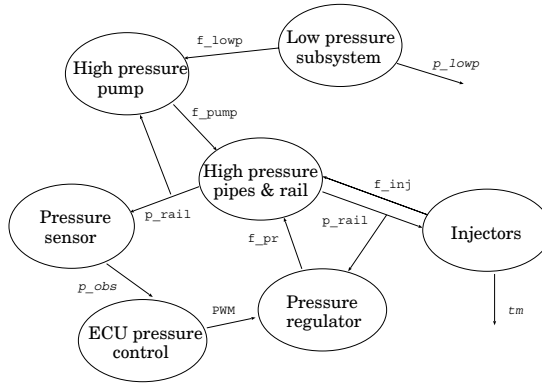 Low pressure
subsystem
f_lowp
p_lowp
High pressure
pump
f_pump
High pressure
pipes & rail
f_inj
p_rail
p_rail
Pressure
sensor
f_pr
Injectors
p_obs
PWM
Pressure
regulator
tm
ECU pressure
control